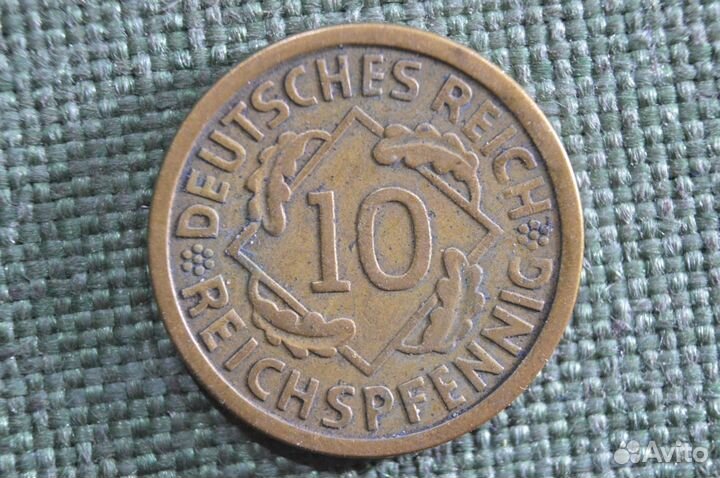 DEUTSCHES REICH
10
REICHSPFENNIG
Avito